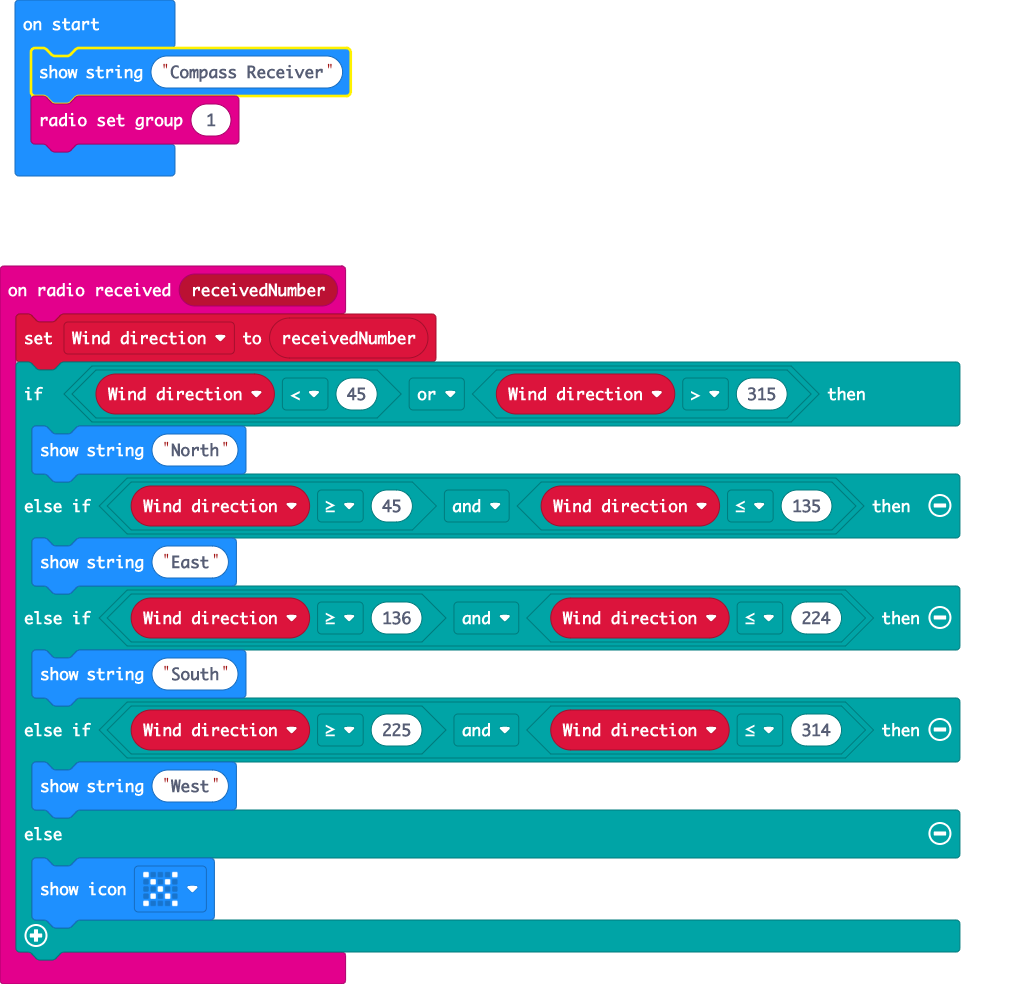 on start
show string "Compass Receiver"
radio set group 1
on radio received receivedNumber
set Wind direction to receivedNumber
if Wind direction < 45 or Wind direction > 315 then
show string "North"
else if Wind direction ≥ 45 and Wind direction ≤ 135 then
show string "East"
else if Wind direction ≥ 136 and Wind direction ≤ 224 then
show string "South"
else if Wind direction ≥ 225 and Wind direction ≤ 314 then
show string "West"
else
show icon